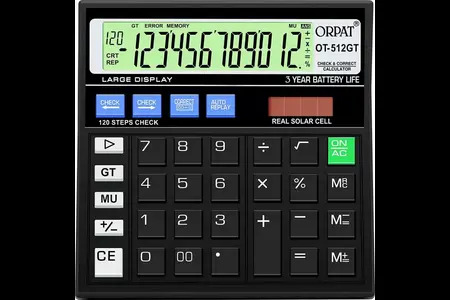 GT ERROR MEMORY MU ANS
120 -123456789012.
CRT
REP
ORPAT
OT-512GT
CHECK & CORRECT
CALCULATOR
LARGE DISPLAY 3 YEAR BATTERY LIFE
CHECK CHECK CORRECT AUTO REPLAY
120 STEPS CHECK REAL SOLAR CELL
▷ 7 8 9 ÷ √ ON/AC
GT 4 5 6 × %
MU 1 2 3 + − M=
+/− CE 0 00 • = M±